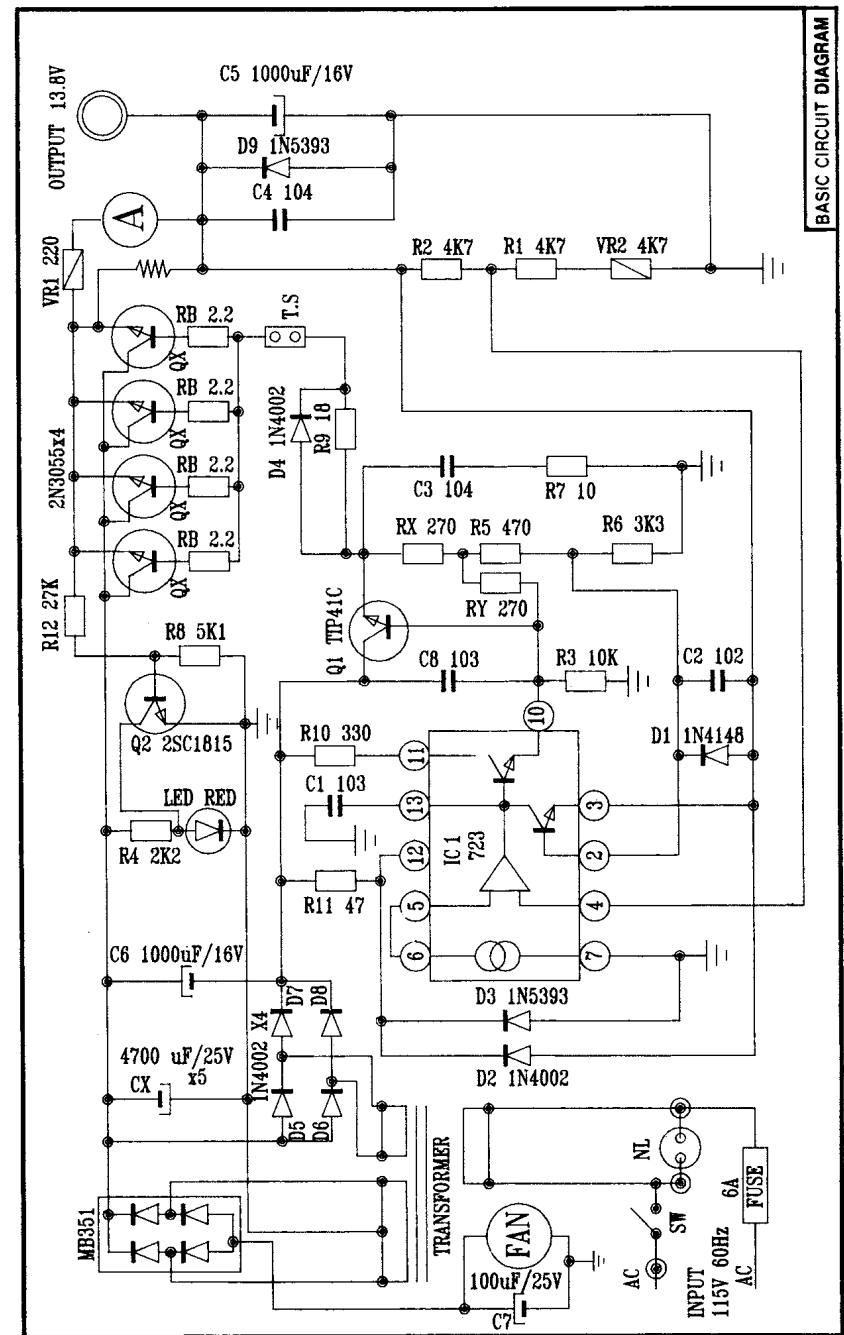 BASIC CIRCUIT DIAGRAM
OUTPUT 13.8V
C5 1000uF/16V
D9 1N5393
C4 104
A
VR1 220
R2 4K7
R1 4K7
VR2 4K7
RB 2.2
QX
RB 2.2
QX
RB 2.2
QX
RB 2.2
QX
2N3055x4
T.S
D4 1N4002
R9 18
C3 104
R7 10
RX 270
R5 470
R6 3K3
RY 270
R12 27K
R8 5K1
Q1 TIP41C
C8 103
R3 10K
C2 102
Q2 2SC1815
R10 330
D1 1N4148
10
11
C1 103
13
3
LED RED
12
IC1
723
2
R4 2K2
R11 47
5
4
6
7
C6 1000uF/16V
D7
D8
D3 1N5393
4700 uF/25V
x5
CX
1N4002 X4
D5
D6
D2 1N4002
MB351
TRANSFORMER
FAN
100uF/25V
C7
NL
SW
6A
FUSE
AC
INPUT
115V 60Hz
AC